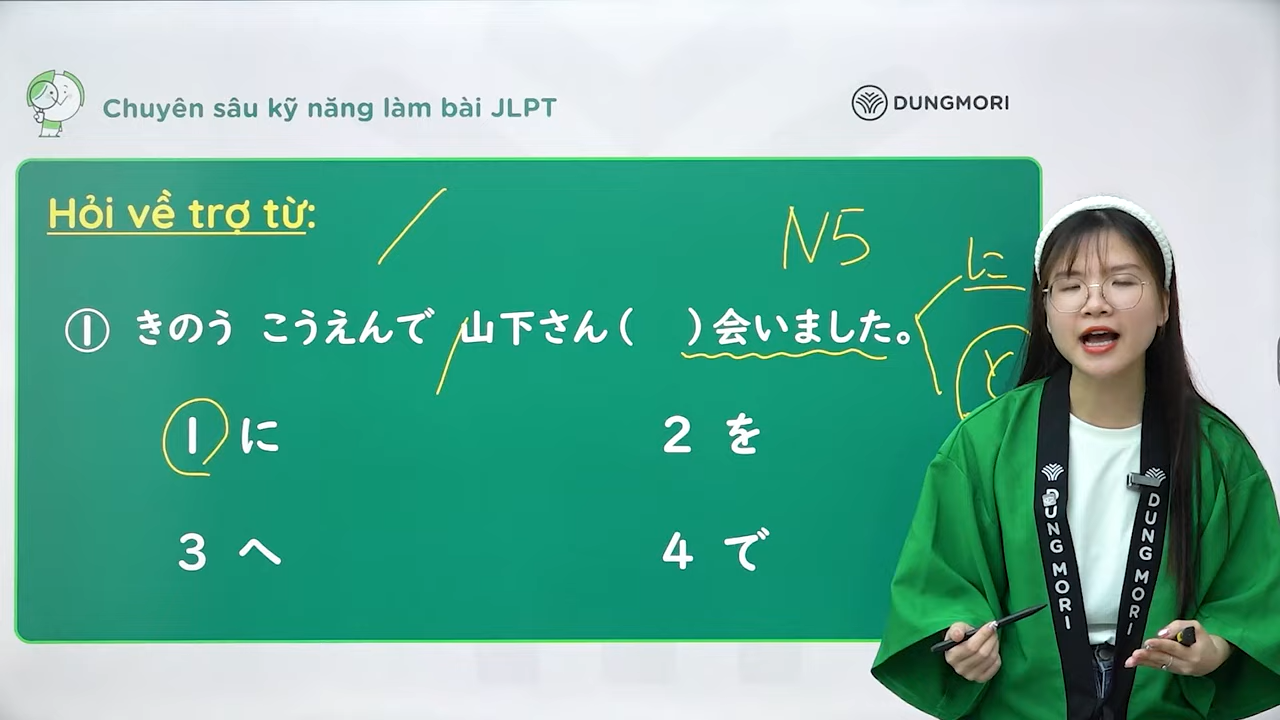 Chuyên sâu kỹ năng làm bài JLPT
DUNGMORI
Hỏi về trợ từ:
N5
に
と
① きのう こうえんで 山下さん( )会いました。
1 に
2 を
3 へ
4 で
DUNG MORI
DUNG MORI